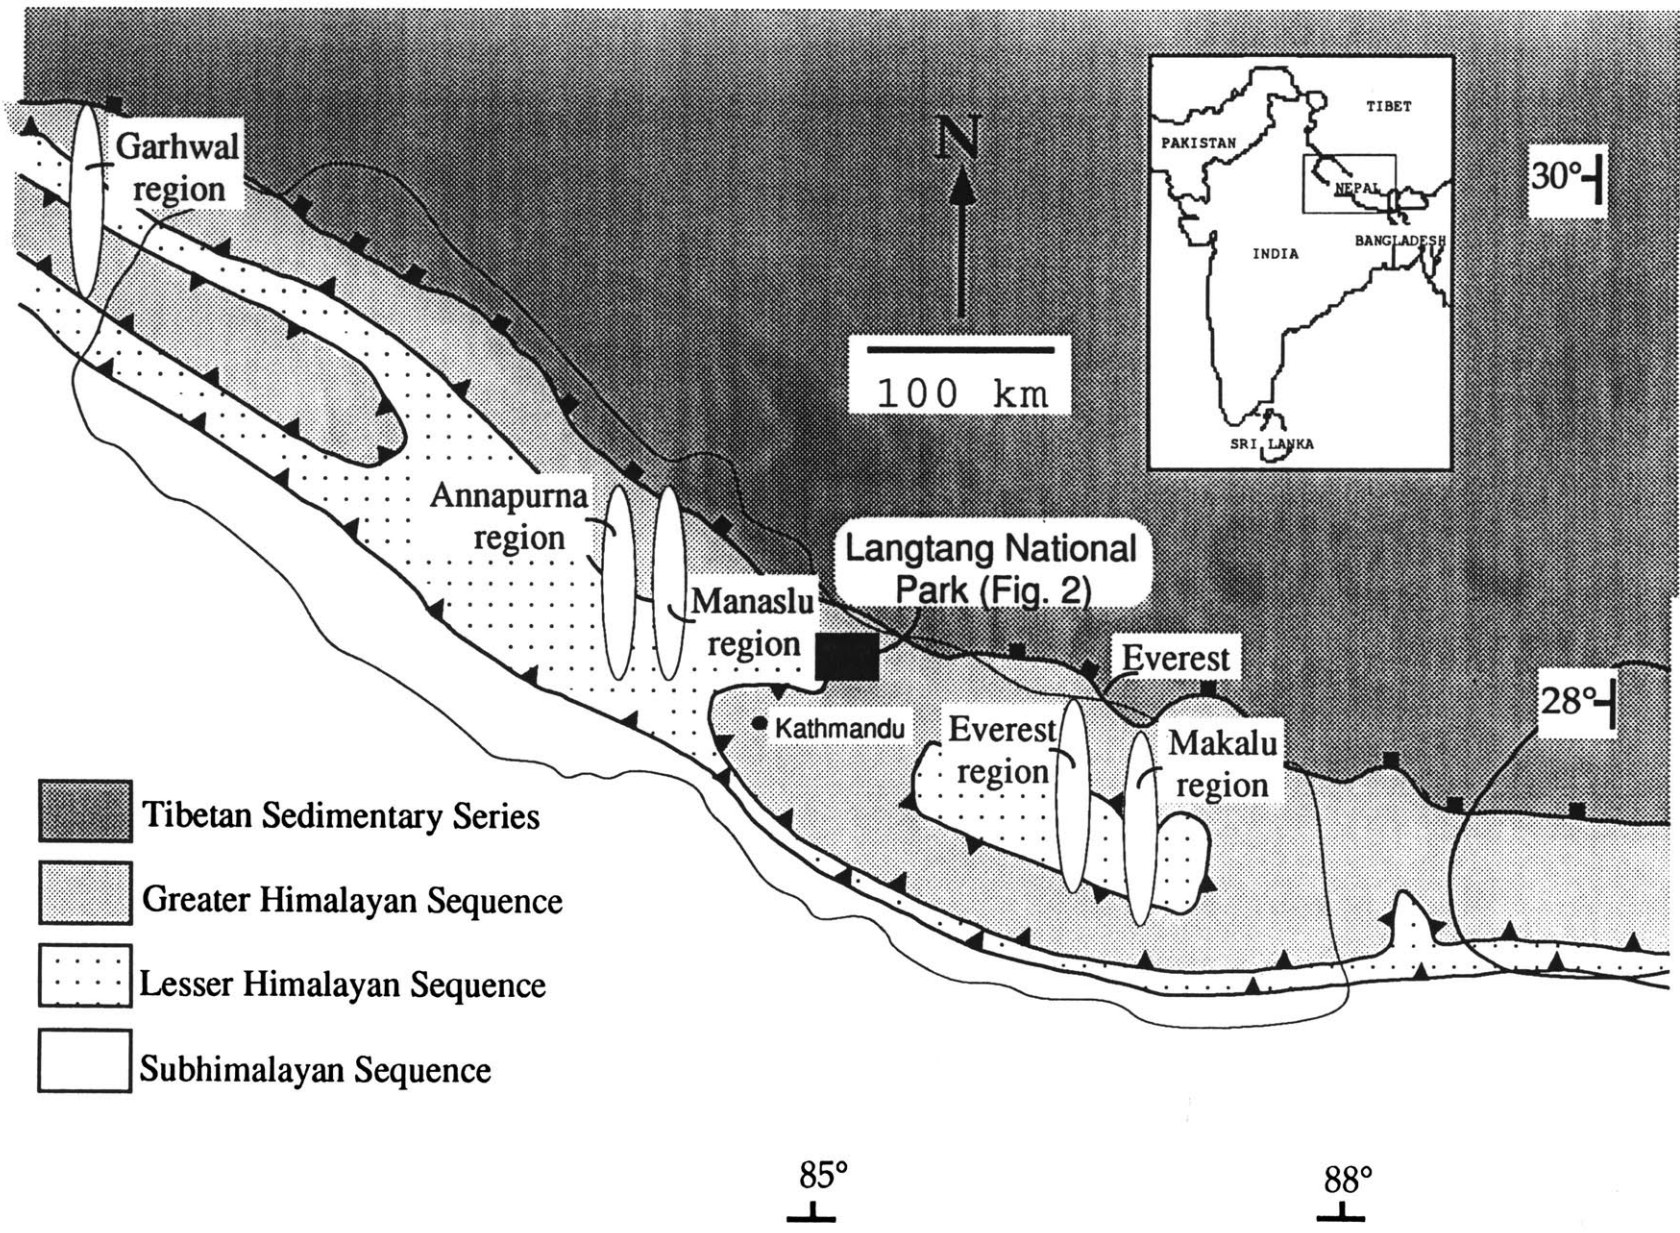 Garhwal
region
N
100 km
TIBET
PAKISTAN
NEPAL
BANGLADESH
INDIA
SRI LANKA
30°
Annapurna
region
Manaslu
region
Langtang National
Park (Fig. 2)
Everest
28°
Kathmandu
Everest
region
Makalu
region
Tibetan Sedimentary Series
Greater Himalayan Sequence
Lesser Himalayan Sequence
Subhimalayan Sequence
85°
88°